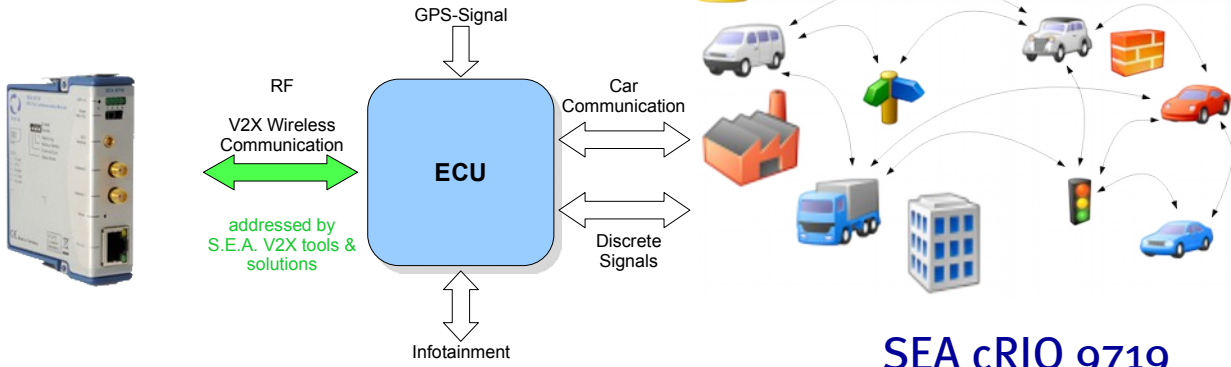 GPS-Signal
RF
V2X Wireless
Communication
addressed by
S.E.A. V2X tools &
solutions
ECU
Car
Communication
Discrete
Signals
Infotainment
SEA cRIO 9719